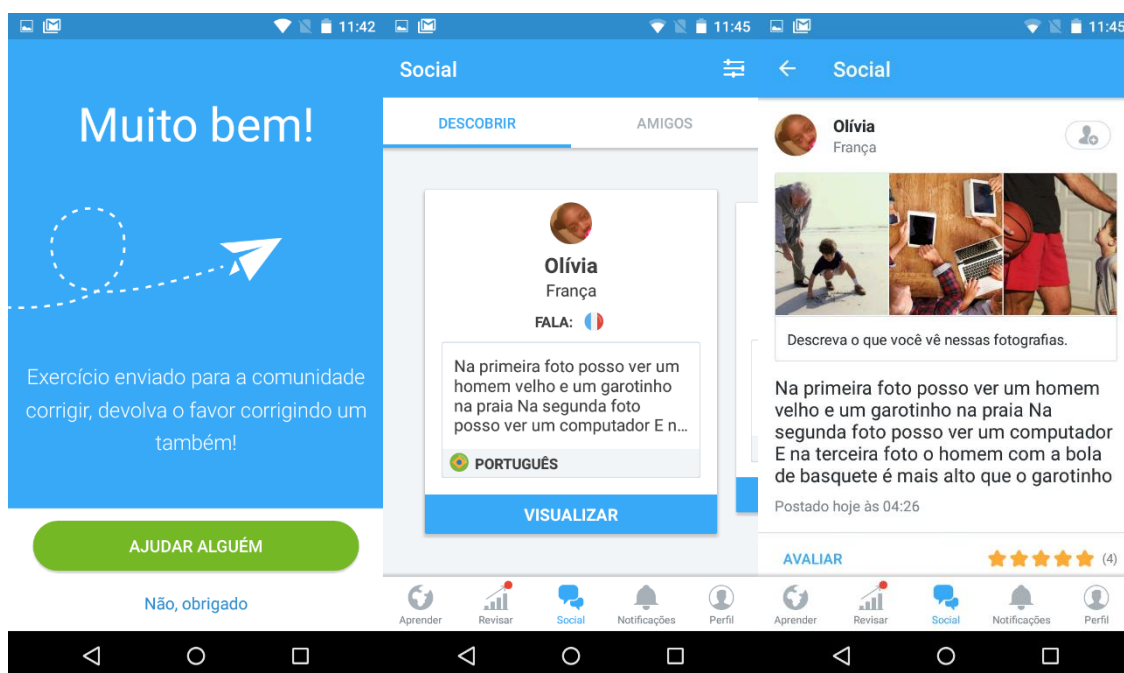 11:42
Muito bem!
Exercício enviado para a comunidade
corrigir, devolva o favor corrigindo um
também!
AJUDAR ALGUÉM
Não, obrigado
11:45
Social
DESCOBRIR
AMIGOS
Olívia
França
FALA:
Na primeira foto posso ver um
homem velho e um garotinho
na praia Na segunda foto
posso ver um computador E n...
PORTUGUÊS
VISUALIZAR
Aprender Revisar Social Notificações Perfil
11:45
Social
Olívia
França
Descreva o que você vê nessas fotografias.
Na primeira foto posso ver um homem
velho e um garotinho na praia Na
segunda foto posso ver um computador
E na terceira foto o homem com a bola
de basquete é mais alto que o garotinho
Postado hoje às 04:26
AVALIAR (4)
Aprender Revisar Social Notificações Perfil